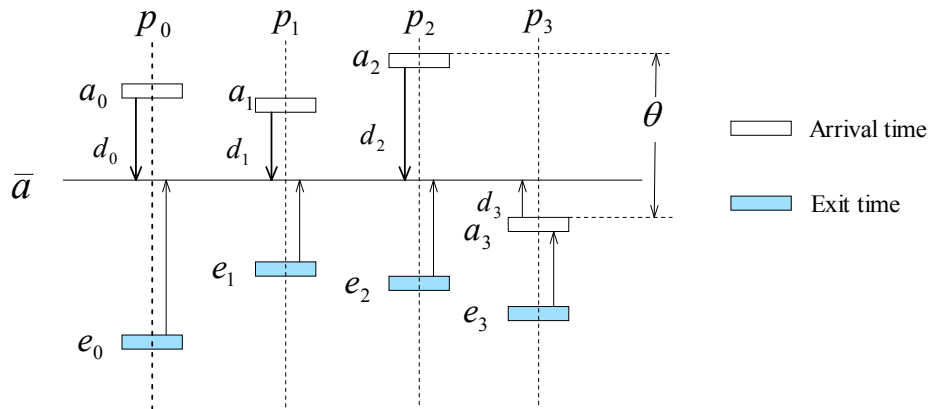 p0 p1 p2 p3
a2
a0 a1
θ
Arrival time
d0 d1 d2
a̅
d3
Exit time
a3
e1
e2
e3
e0